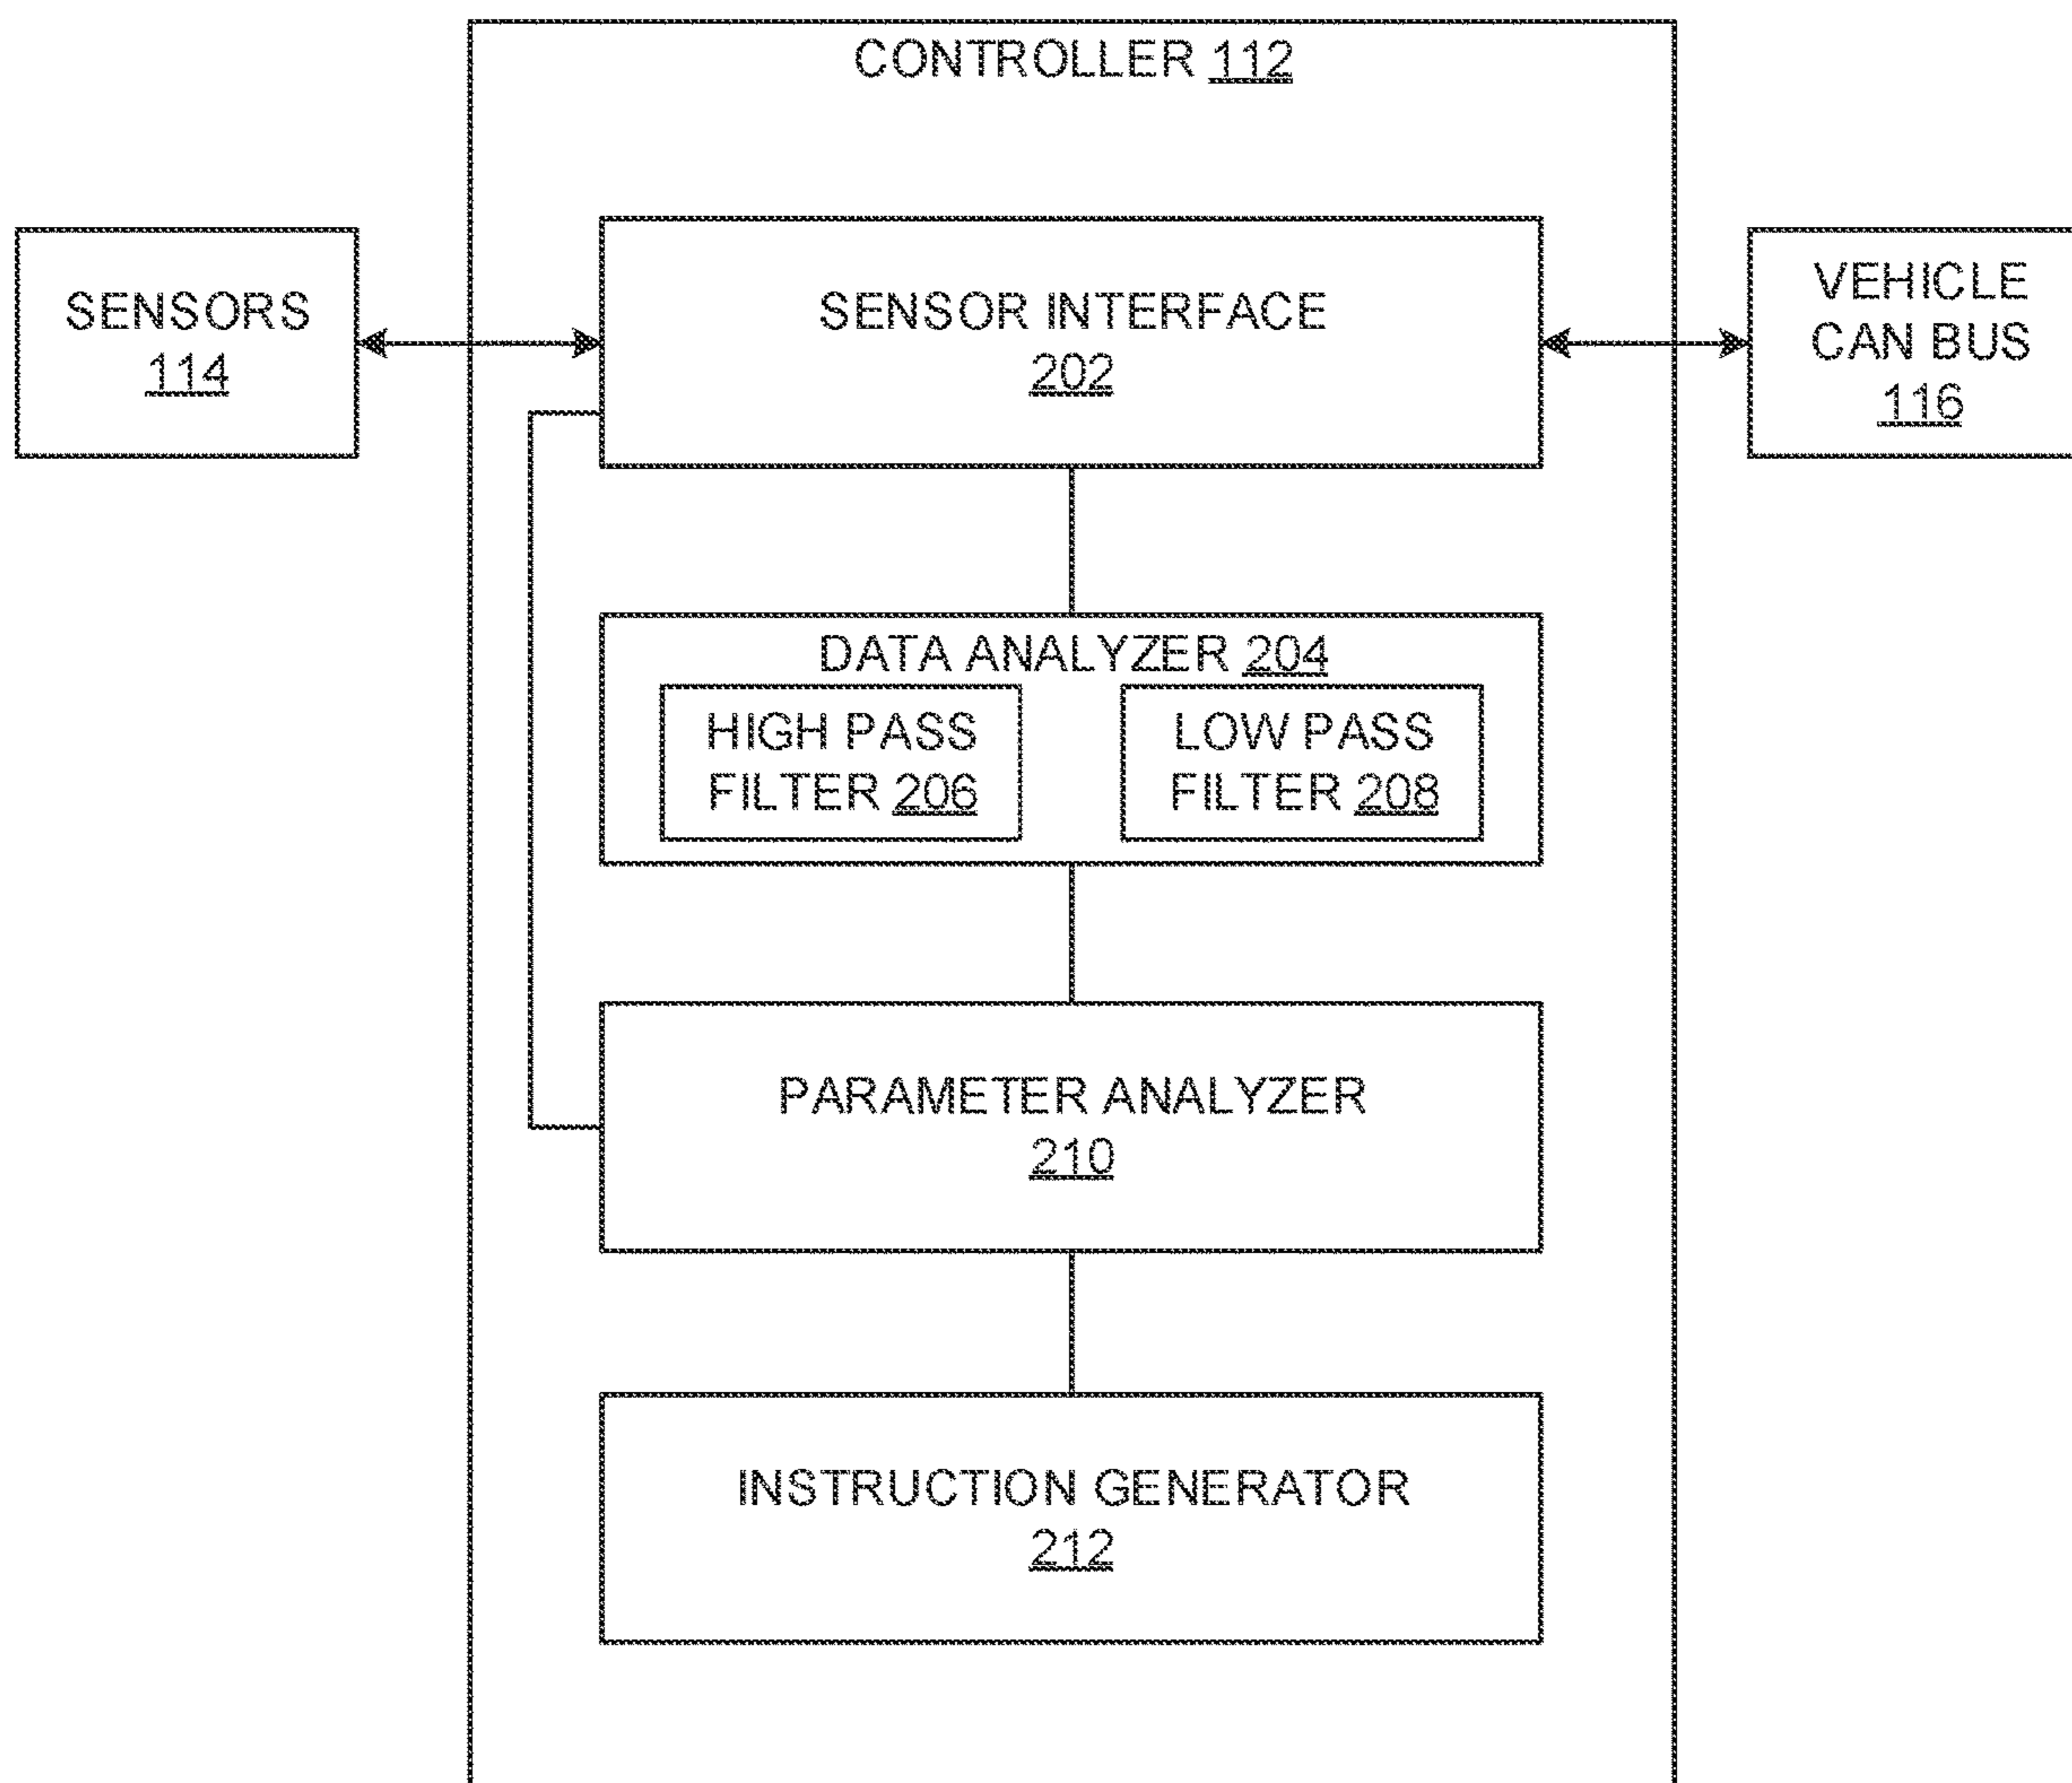 CONTROLLER 112
SENSORS
114
SENSOR INTERFACE
202
VEHICLE
CAN BUS
116
DATA ANALYZER 204
HIGH PASS
FILTER 206
LOW PASS
FILTER 208
PARAMETER ANALYZER
210
INSTRUCTION GENERATOR
212